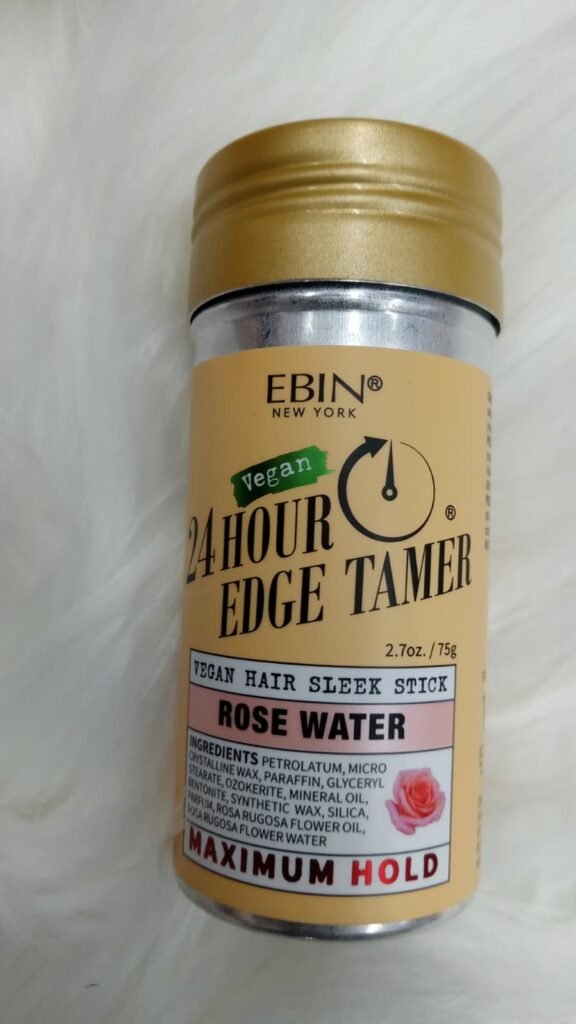 EBIN®
NEW YORK
Vegan
24 HOUR
EDGE TAMER®
2.7oz. / 75g
VEGAN HAIR SLEEK STICK
ROSE WATER
INGREDIENTS PETROLATUM, MICRO
CRYSTALLINE WAX, PARAFFIN, GLYCERYL
STEARATE, OZOKERITE, MINERAL OIL,
BENTONITE, SYNTHETIC WAX, SILICA,
PARFUM, ROSA RUGOSA FLOWER OIL,
ROSA RUGOSA FLOWER WATER
MAXIMUM HOLD